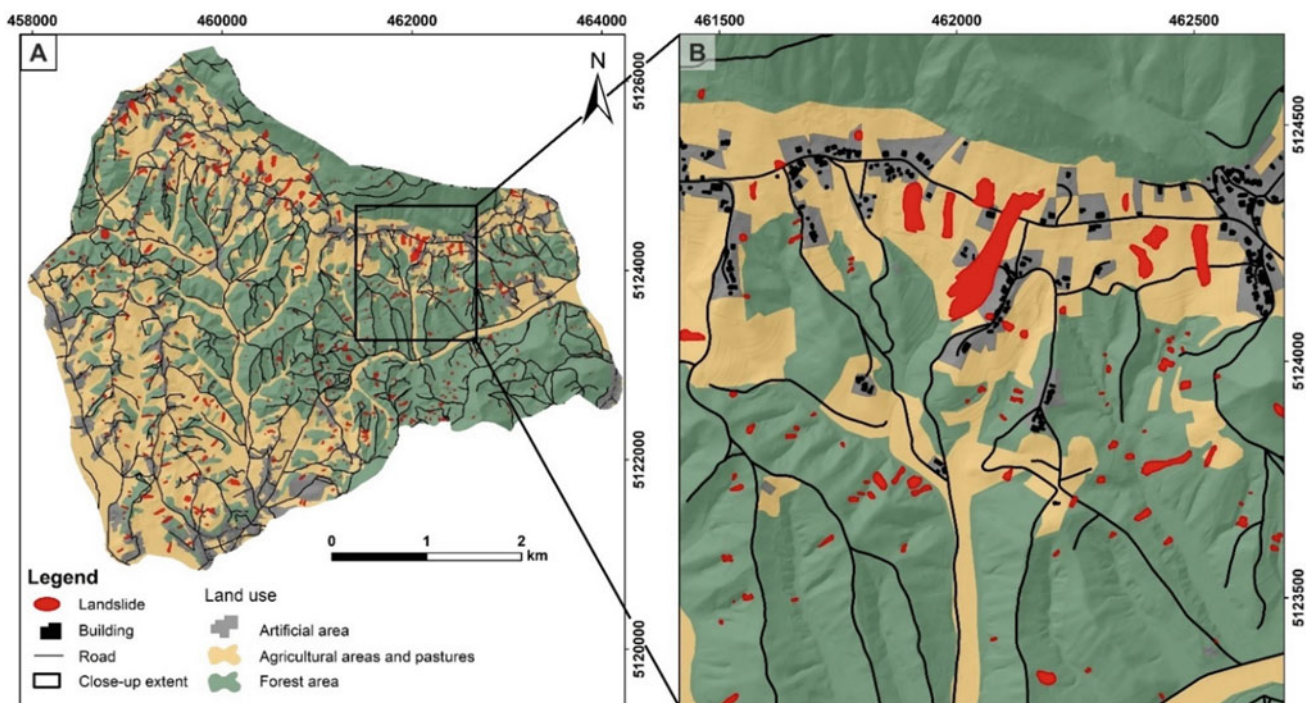 458000 460000 462000 464000
A
N
5126000
5124000
5122000
5120000
0 1 2
km
Legend
Landslide
Building
Road
Close-up extent
Land use
Artificial area
Agricultural areas and pastures
Forest area
461500 462000 462500
B
5124500
5124000
5123500